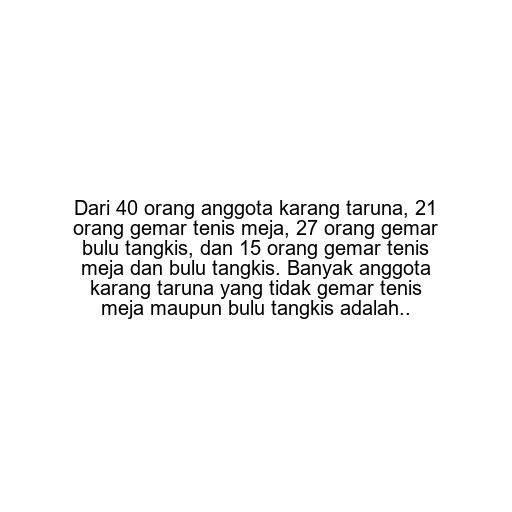 Dari 40 orang anggota karang taruna, 21
orang gemar tenis meja, 27 orang gemar
bulu tangkis, dan 15 orang gemar tenis
meja dan bulu tangkis. Banyak anggota
karang taruna yang tidak gemar tenis
meja maupun bulu tangkis adalah..